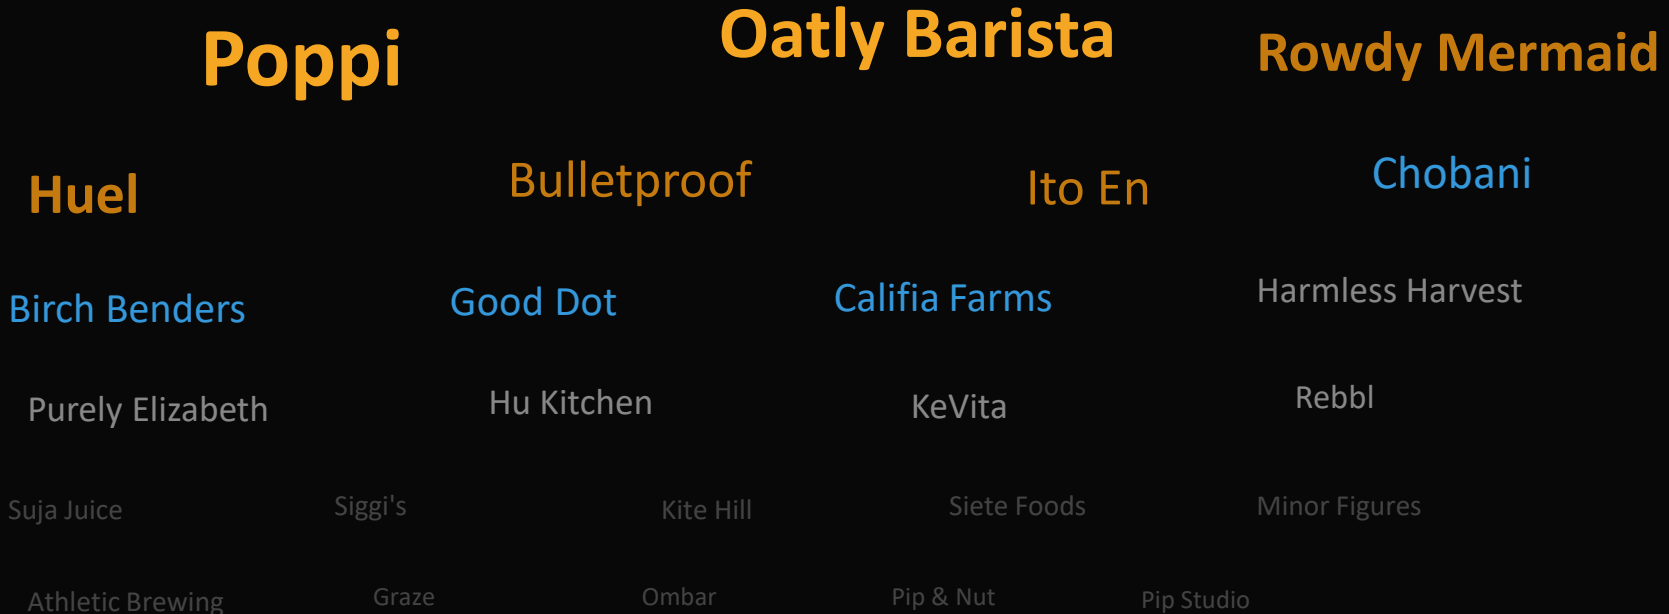 Poppi Oatly Barista Rowdy Mermaid
Huel Bulletproof Ito En Chobani
Birch Benders Good Dot Califia Farms Harmless Harvest
Purely Elizabeth Hu Kitchen KeVita Rebbl
Suja Juice Siggi's Kite Hill Siete Foods Minor Figures
Athletic Brewing Graze Ombar Pip & Nut Pip Studio